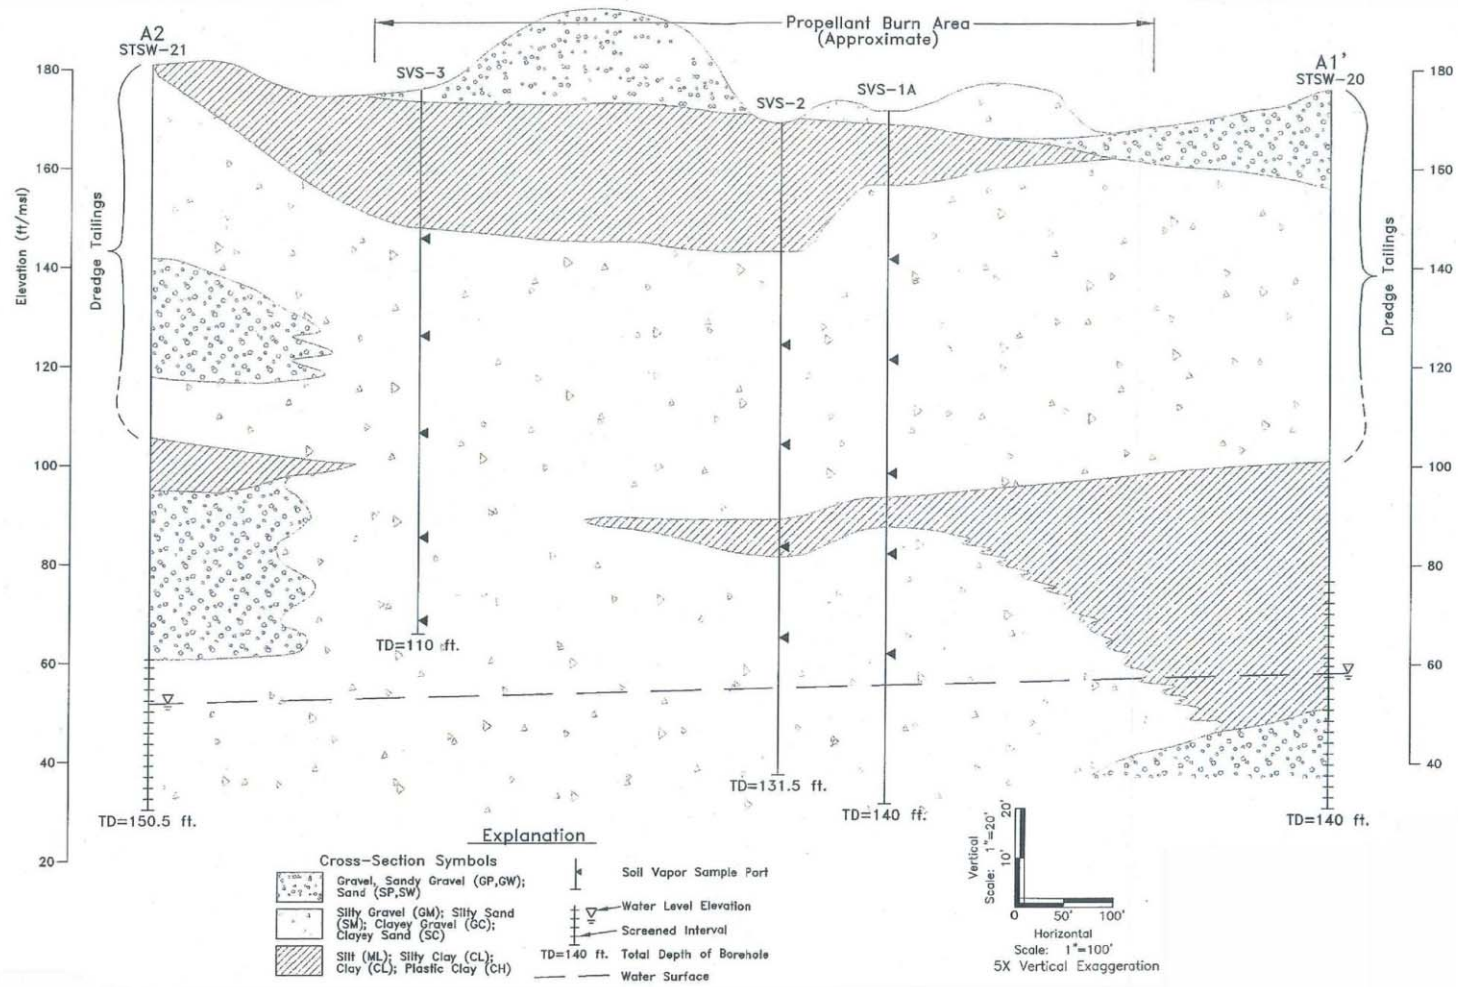 Propellant Burn Area
(Approximate)
A2
STSW-21
SVS-3
SVS-2
SVS-1A
A1'
STSW-20
180
160
140
120
100
80
60
40
20
Elevation (ft/msl)
Dredge Tailings
180
160
140
120
100
80
60
40
Dredge Tailings
TD=150.5 ft.
TD=110 ft.
TD=131.5 ft.
TD=140 ft.
TD=140 ft.
Explanation
Cross-Section Symbols
Gravel, Sandy Gravel (GP,GW);
Sand (SP,SW)
Silty Gravel (GM); Silty Sand
(SM); Clayey Gravel (GC);
Clayey Sand (SC)
Silt (ML); Silty Clay (CL);
Clay (CL); Plastic Clay (CH)
Soil Vapor Sample Port
Water Level Elevation
Screened Interval
TD=140 ft. Total Depth of Borehole
Water Surface
Vertical
Scale: 1"=20'
20'
10'
0
50'
100'
Horizontal
Scale: 1"=100'
5X Vertical Exaggeration